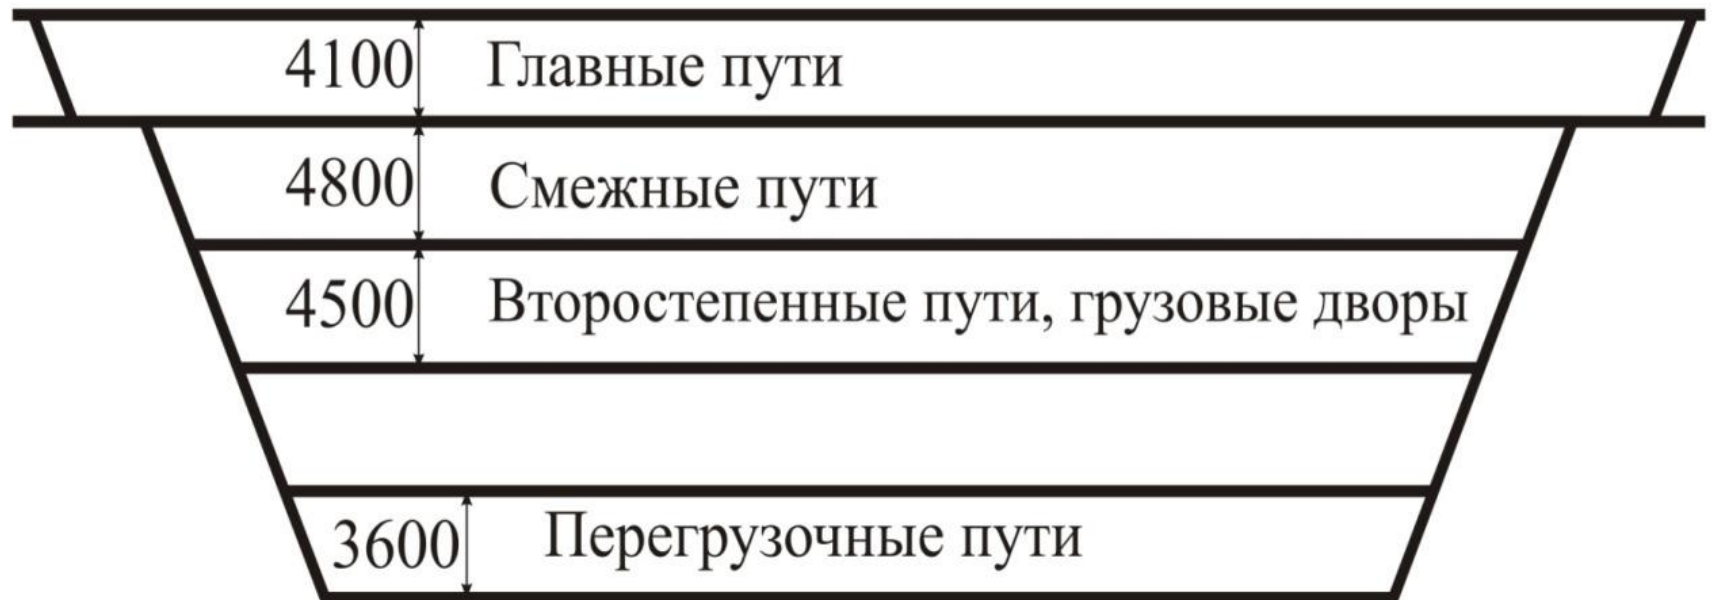 4100 Главные пути
4800 Смежные пути
4500 Второстепенные пути, грузовые дворы
3600 Перегрузочные пути